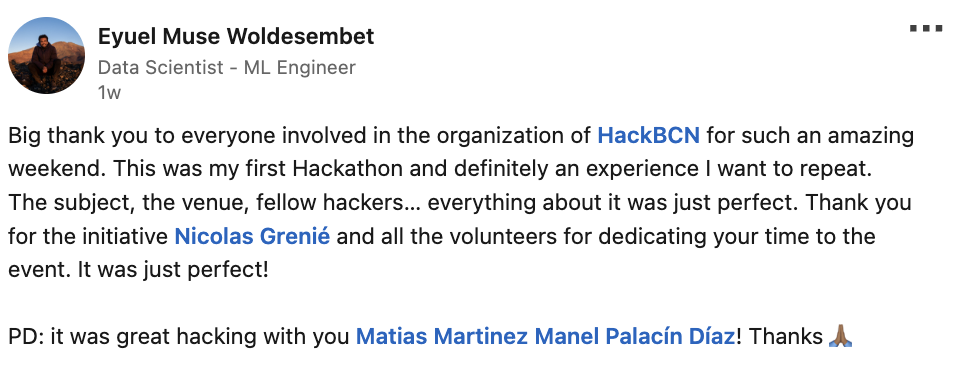 Eyuel Muse Woldesembet
Data Scientist - ML Engineer
1w
Big thank you to everyone involved in the organization of HackBCN for such an amazing
weekend. This was my first Hackathon and definitely an experience I want to repeat.
The subject, the venue, fellow hackers... everything about it was just perfect. Thank you
for the initiative Nicolas Grenié and all the volunteers for dedicating your time to the
event. It was just perfect!
PD: it was great hacking with you Matias Martinez Manel Palacín Díaz! Thanks 🙏🏾